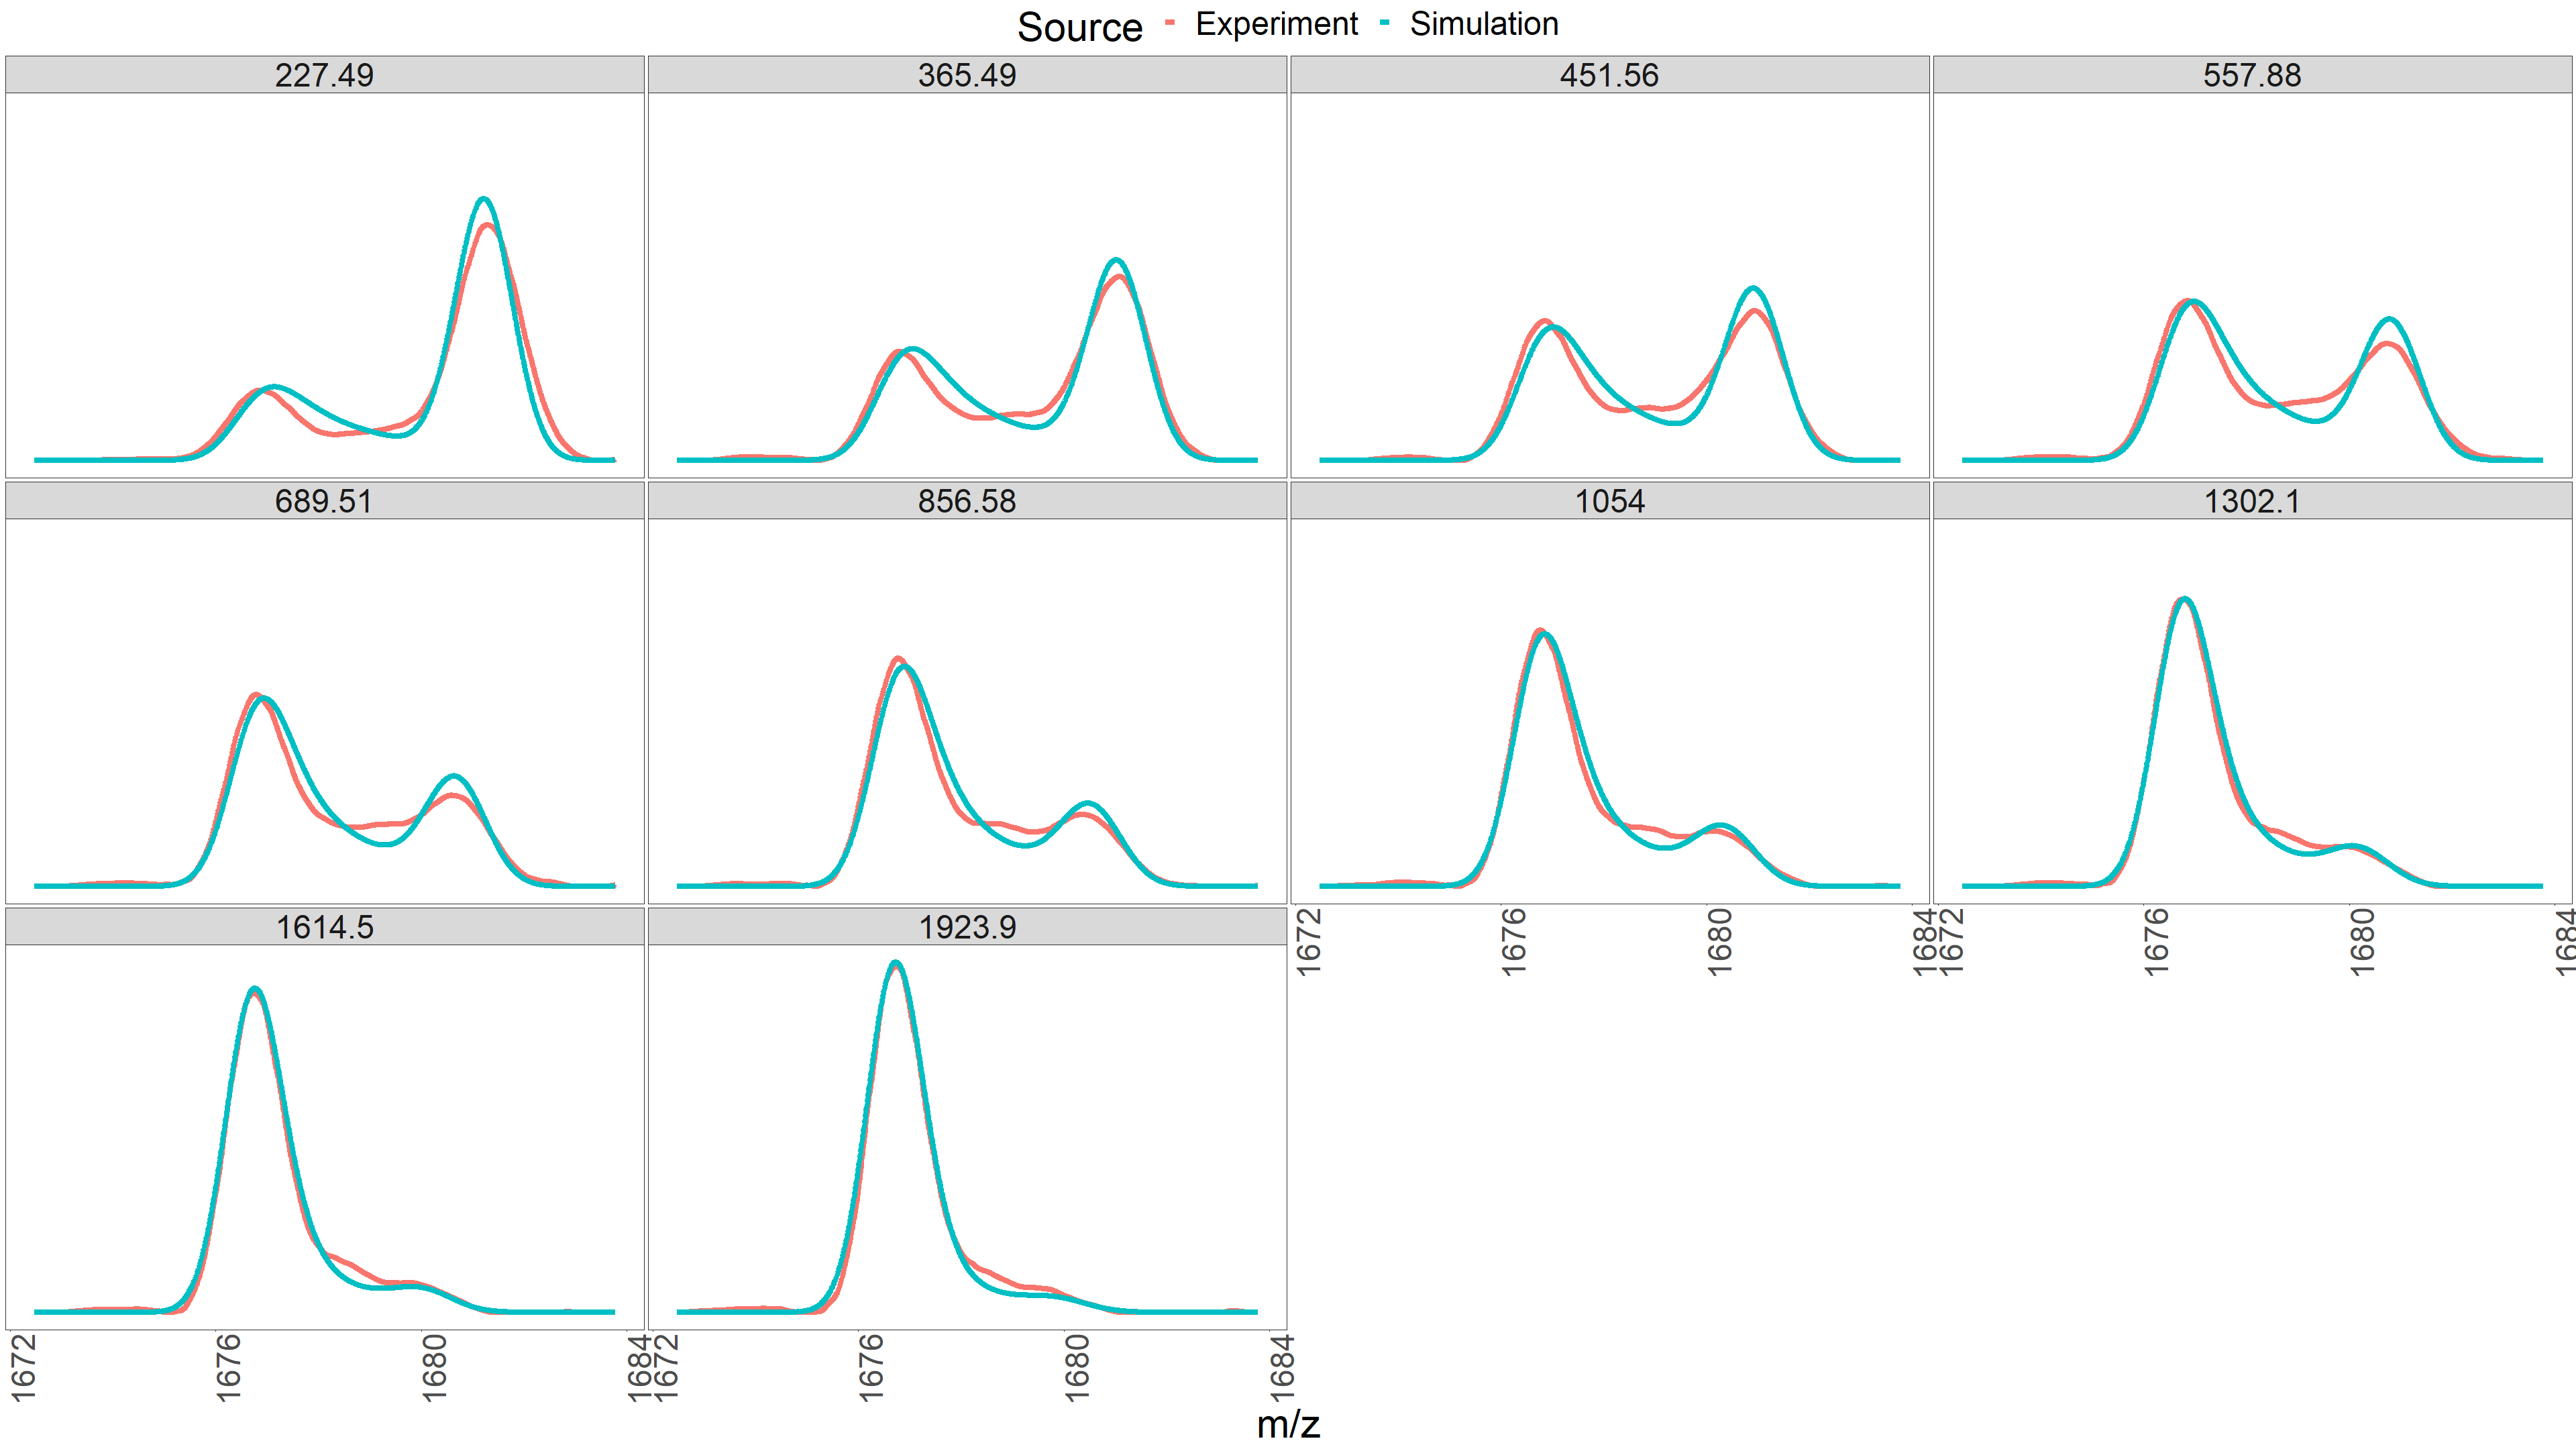 Source Experiment Simulation
227.49 365.49 451.56 557.88
689.51 856.58 1054 1302.1
1614.5 1923.9
1672 1676 1680 1684 1672 1676 1680 1684
1672 1676 1680 1684 1672 1676 1680 1684
m/z